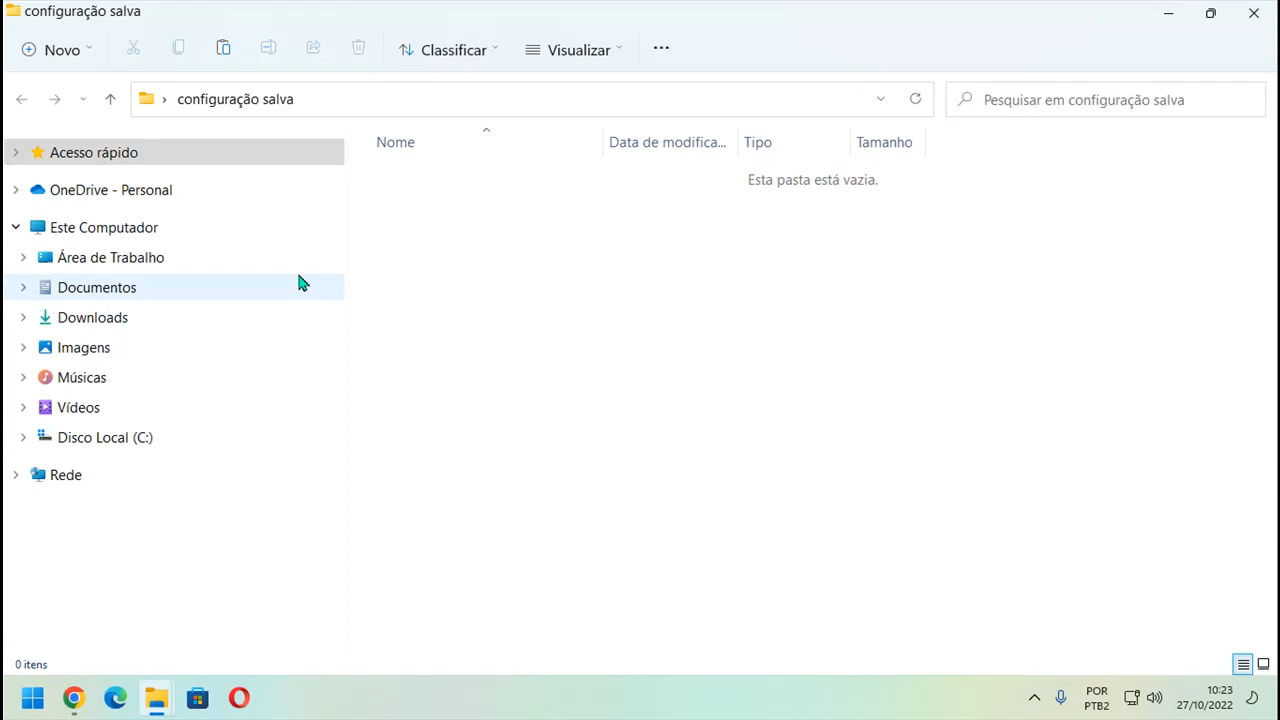 configuração salva
Novo
Classificar
Visualizar
configuração salva
Pesquisar em configuração salva
Acesso rápido
OneDrive - Personal
Este Computador
Área de Trabalho
Documentos
Downloads
Imagens
Músicas
Vídeos
Disco Local (C:)
Rede
Nome
Data de modifica...
Tipo
Tamanho
Esta pasta está vazia.
0 itens
POR
PTB2
10:23
27/10/2022